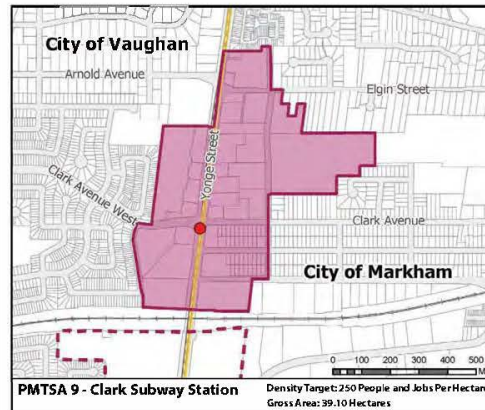 City of Vaughan
Arnold Avenue
Elgin Street
Yonge Street
Clark Avenue West
Clark Avenue
City of Markham
0 100 200 300 400 500
M
PMTSA 9 - Clark Subway Station
Density Target: 250 People and Jobs Per Hectare
Gross Area: 39.10 Hectares